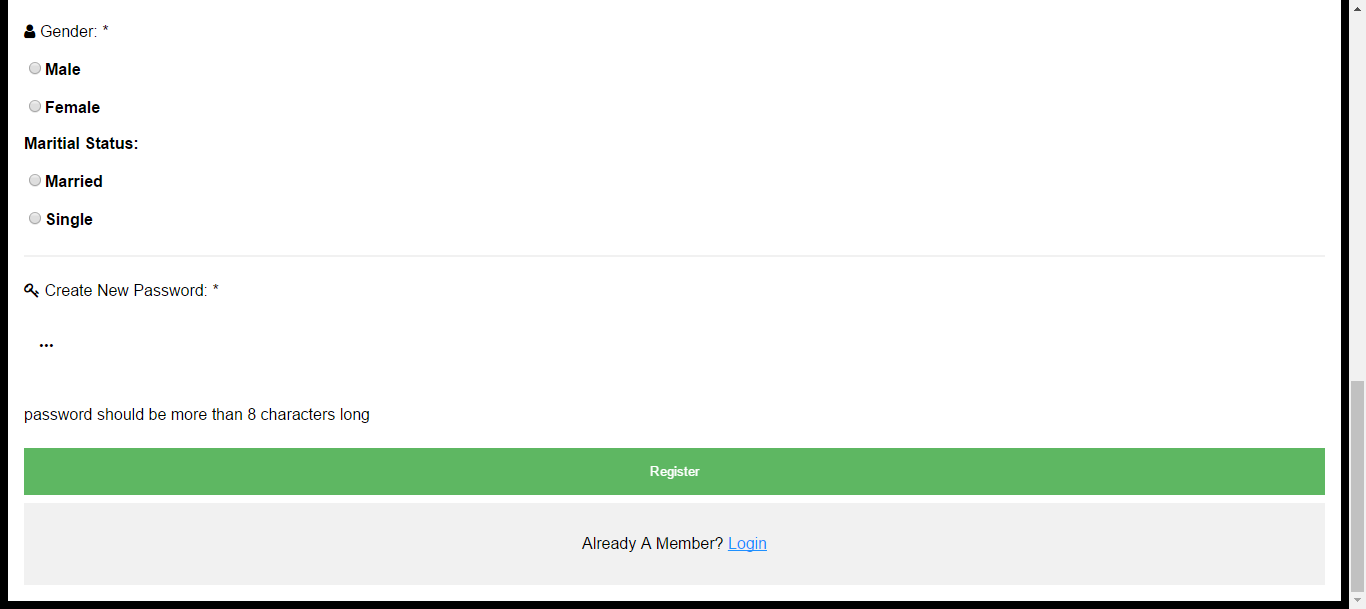 Gender: *
Male
Female
Maritial Status:
Married
Single
Create New Password: *
•••
password should be more than 8 characters long
Register
Already A Member? Login